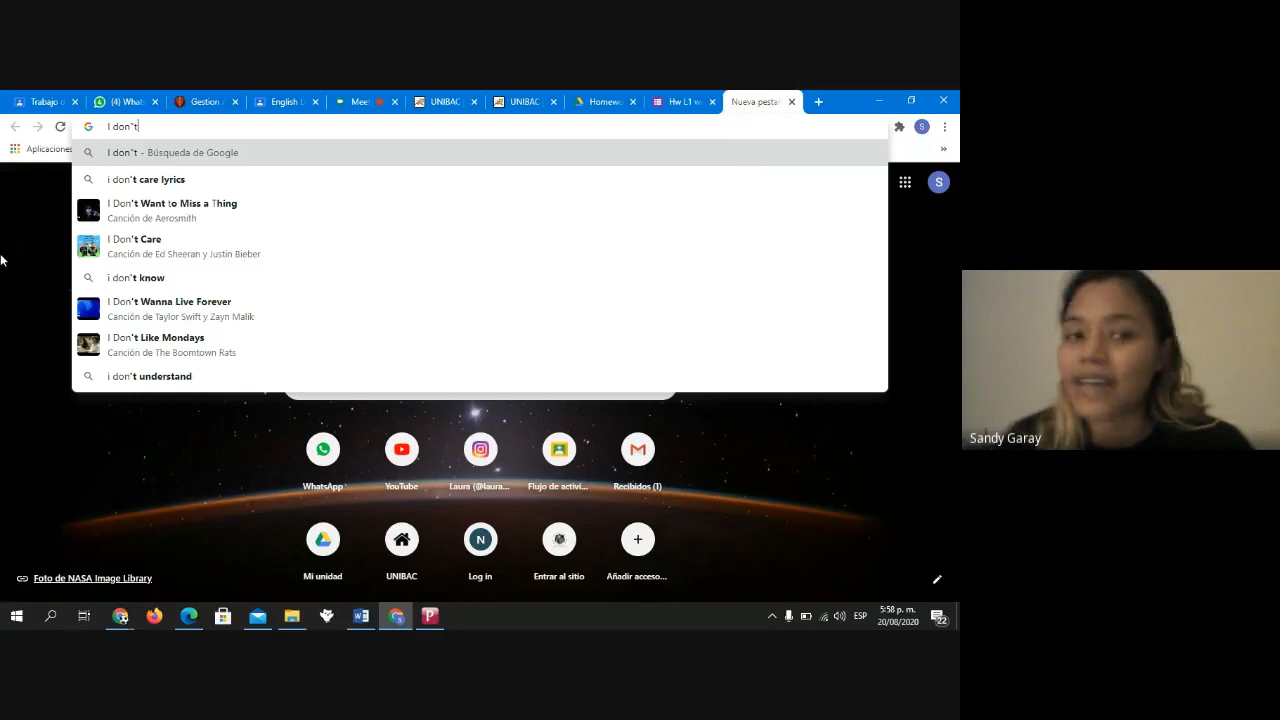 Trabajo d
(4) What
Gestion
English L
Meet
UNIBAC
UNIBAC
Homewo
Hw L1 w
Nueva pesta
I don¨t
Aplicaciones
I don¨t - Búsqueda de Google
i don't care lyrics
I Don't Want to Miss a Thing
Canción de Aerosmith
I Don't Care
Canción de Ed Sheeran y Justin Bieber
i don't know
I Don't Wanna Live Forever
Canción de Taylor Swift y Zayn Malik
I Don't Like Mondays
Canción de The Boomtown Rats
i don't understand
S
S
Sandy Garay
WhatsApp
YouTube
Laura (@laura...
Flujo de activi...
Recibidos (1)
N
Mi unidad
UNIBAC
Log in
Entrar al sitio
Añadir acceso...
Foto de NASA Image Library
ESP
5:58 p. m.
20/08/2020
22